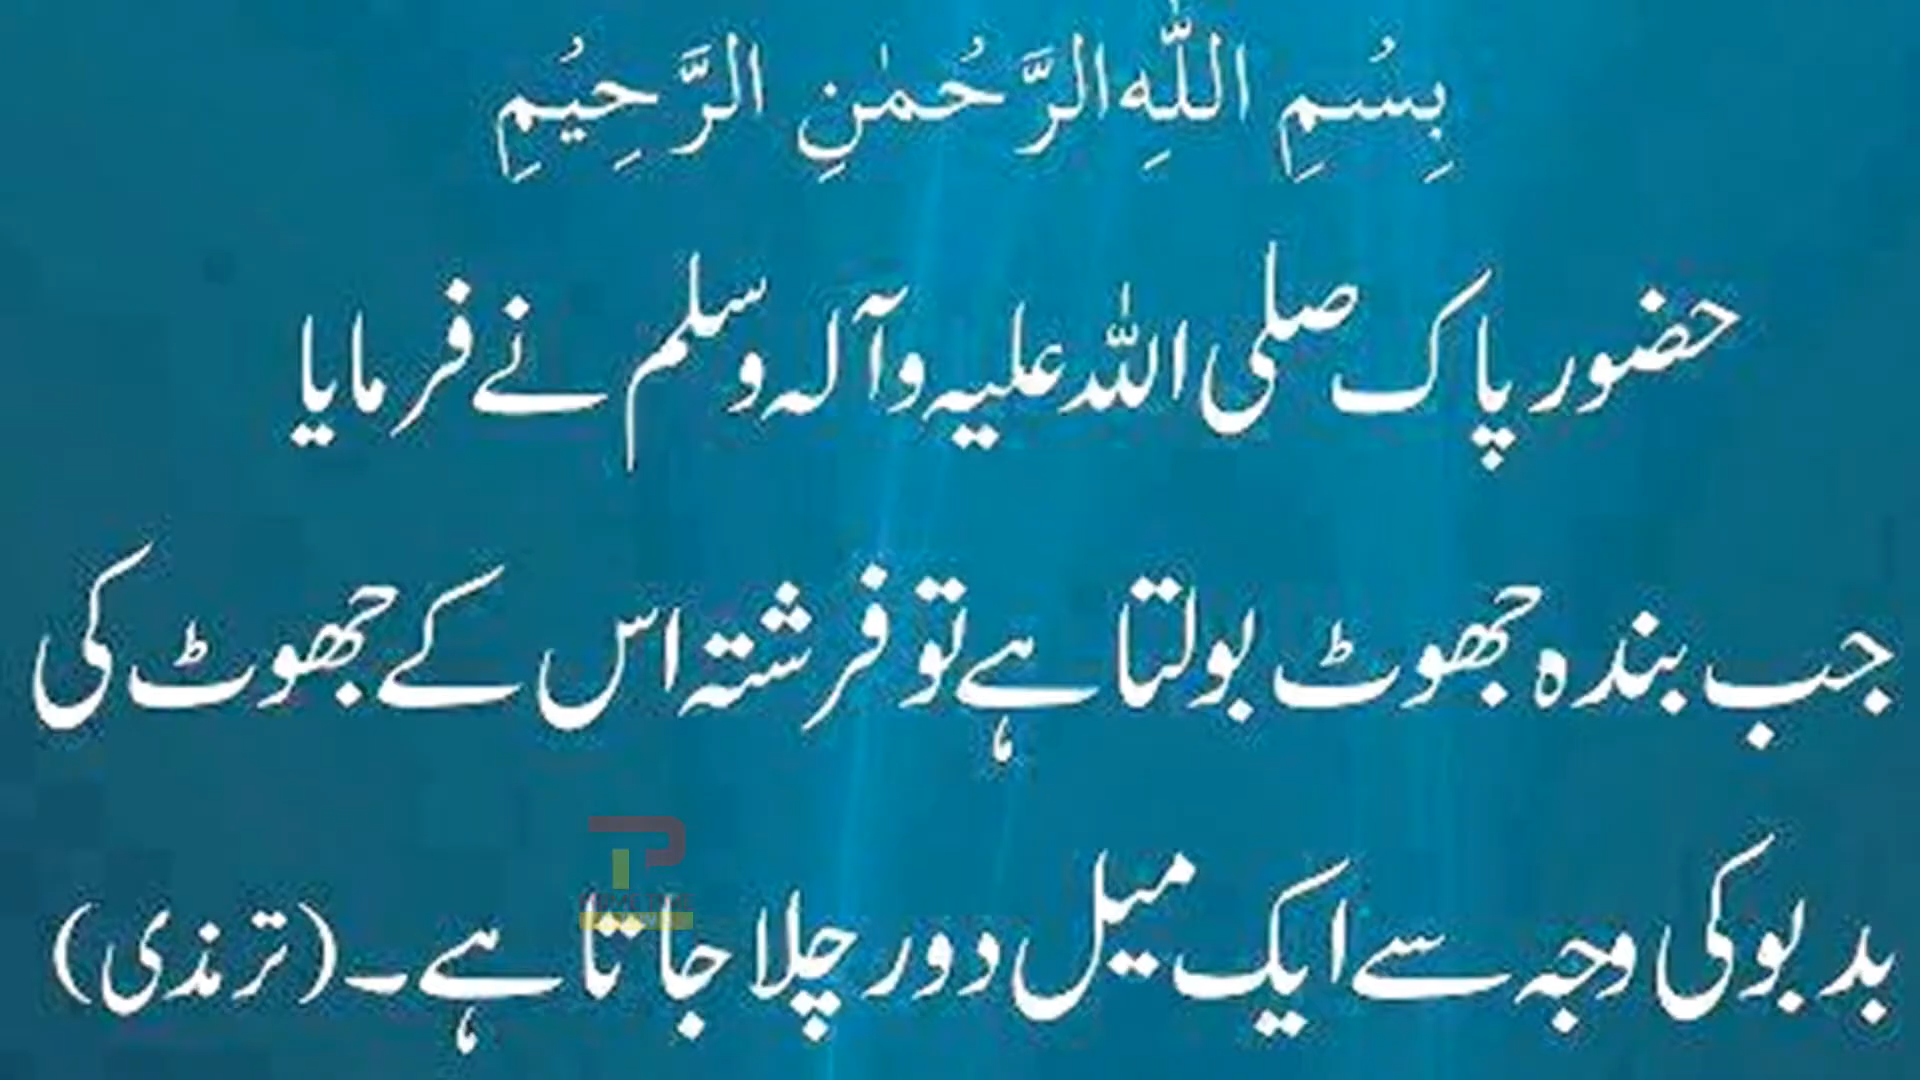 بِسُمِ اللّٰهِ الرَّحُمٰنِ الرَّحِيُمِ
حضور پاک صلی اللہ علیہ وآلہ وسلم نے فرمایا
جب بندہ جھوٹ بولتا ہے تو فرشتہ اس کے جھوٹ کی
بدبو کی وجہ سے ایک میل دور چلا جاتا ہے۔ (ترمذی)